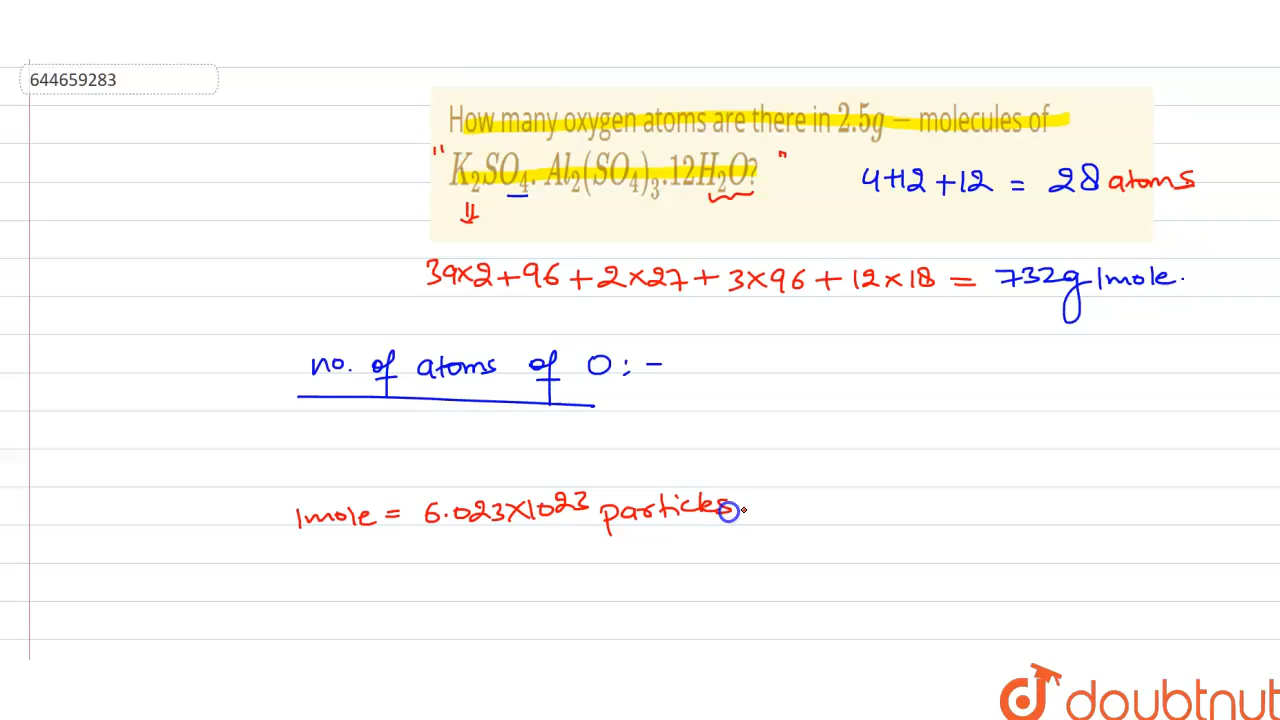 644659283
How many oxygen atoms are there in 2.5g − molecules of
"K₂SO₄. Al₂(SO₄)₃.12H₂O? "
4+12 +12 = 28 atoms
⇓
39×2+96 + 2×27 + 3×96 + 12×18 = 732g/mole.
no. of atoms of O : -
1mole = 6.023×10²³ particles
doubtnut